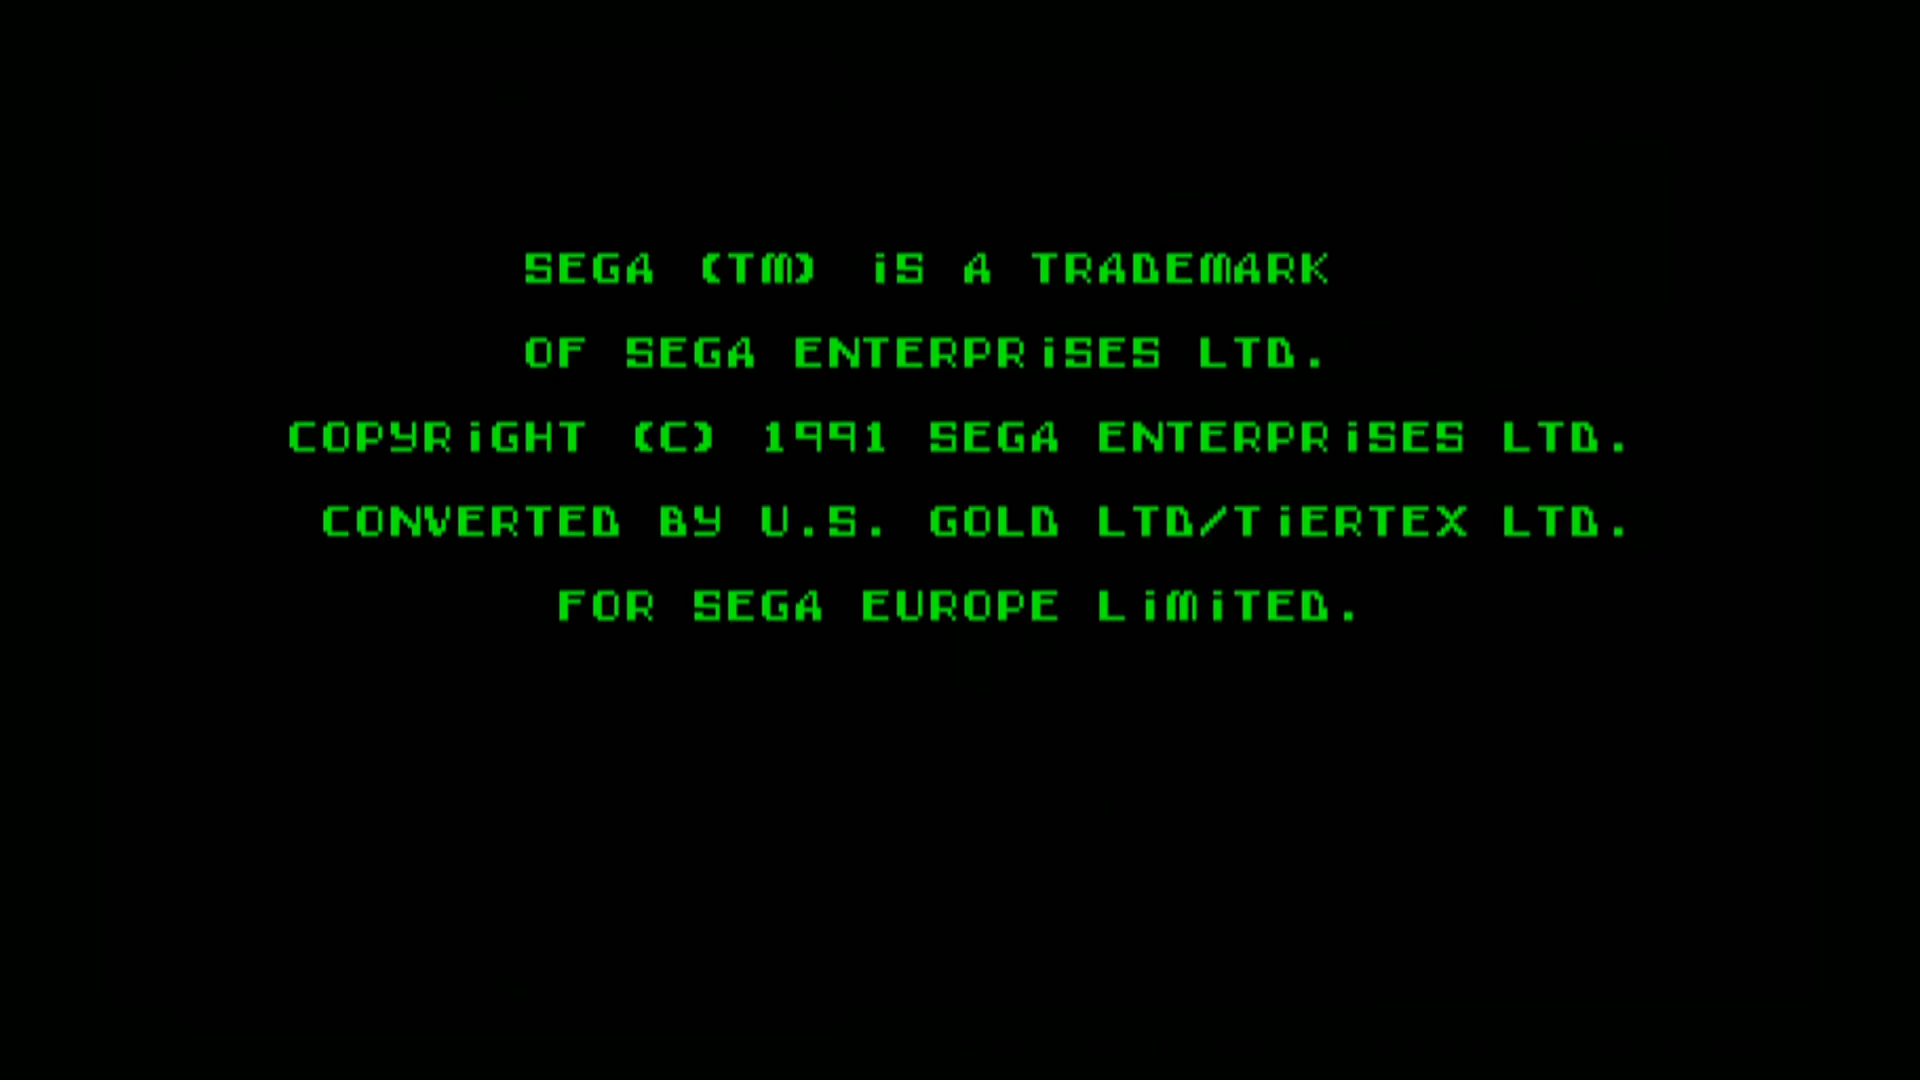 SEGA (TM) iS A TRADEMARK
OF SEGA ENTERPRiSES LTD.
COPYRiGHT (C) 1991 SEGA ENTERPRiSES LTD.
CONVERTED BY U.S. GOLD LTD/TiERTEX LTD.
FOR SEGA EUROPE LiMiTED.